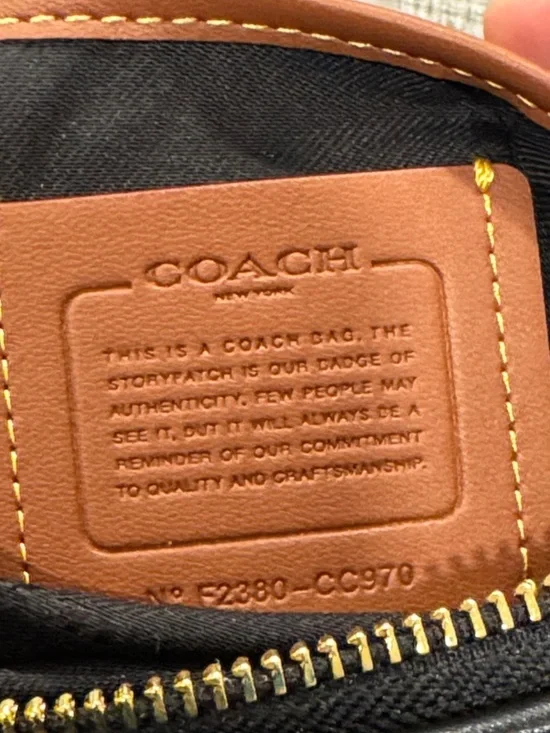 COACH
NEW YORK
THIS IS A COACH BAG. THE
STORYPATCH IS OUR BADGE OF
AUTHENTICITY. FEW PEOPLE MAY
SEE IT, BUT IT WILL ALWAYS BE A
REMINDER OF OUR COMMITMENT
TO QUALITY AND CRAFTSMANSHIP.
Nº F2380-CC970